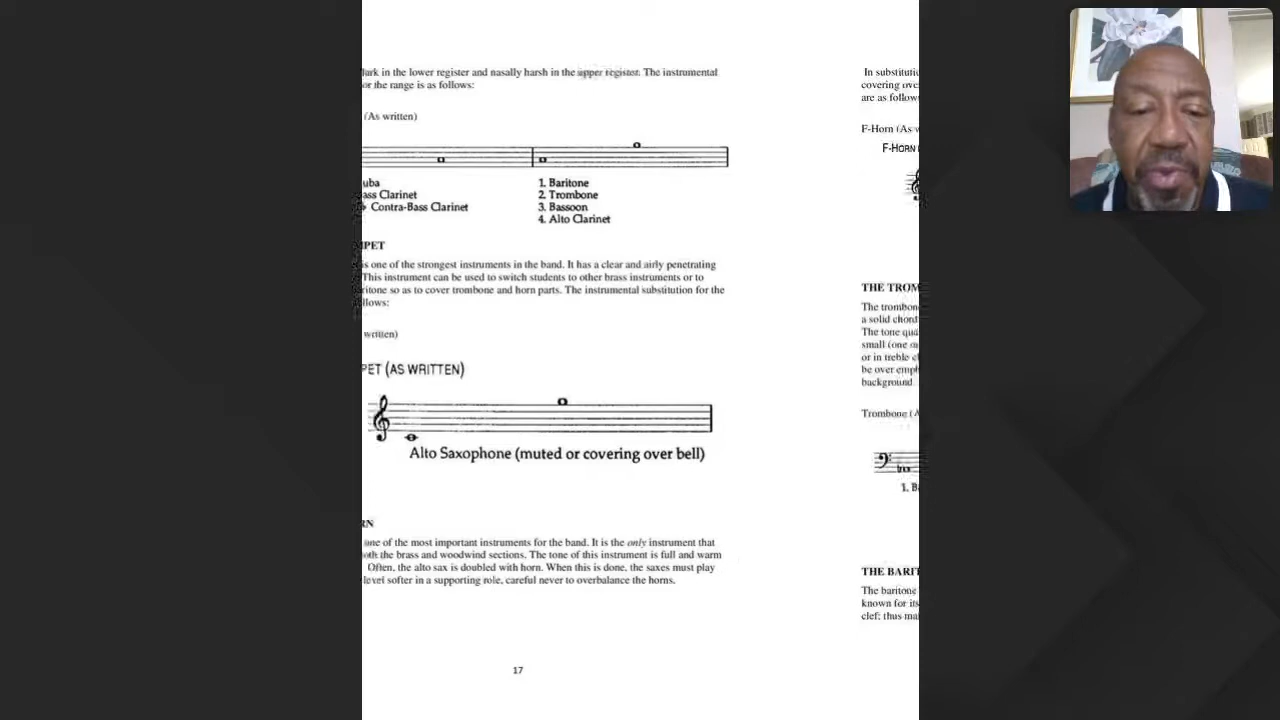 dark in the lower register and nasally harsh in the upper register. The instrumental
or the range is as follows:
(As written)
uba
ass Clarinet
Contra-Bass Clarinet
1. Baritone
2. Trombone
3. Bassoon
4. Alto Clarinet
MPET
is one of the strongest instruments in the band. It has a clear and airly penetrating
This instrument can be used to switch students to other brass instruments or to
aritone so as to cover trombone and horn parts. The instrumental substitution for the
llows:
written)
PET (AS WRITTEN)
Alto Saxophone (muted or covering over bell)
RN
one of the most important instruments for the band. It is the only instrument that
oth the brass and woodwind sections. The tone of this instrument is full and warm
Often, the alto sax is doubled with horn. When this is done, the saxes must play
level softer in a supporting role, careful never to overbalance the horns.
17
In substituti
covering ove
are as follow
F-Horn (As w
F-HORN
THE TROM
The trombon
a solid chord
The tone qua
small (one o
or in treble cl
be over emph
background
Trombone (A
1. Ba
THE BARIT
The baritone
known for its
clef; thus ma